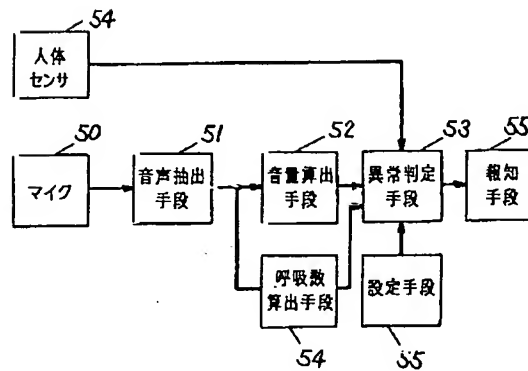 54
人体
センサ
50
マイク
51
音声抽出
手段
52
音量算出
手段
53
異常判定
手段
55
報知
手段
呼吸数
算出手段
54
設定手段
55